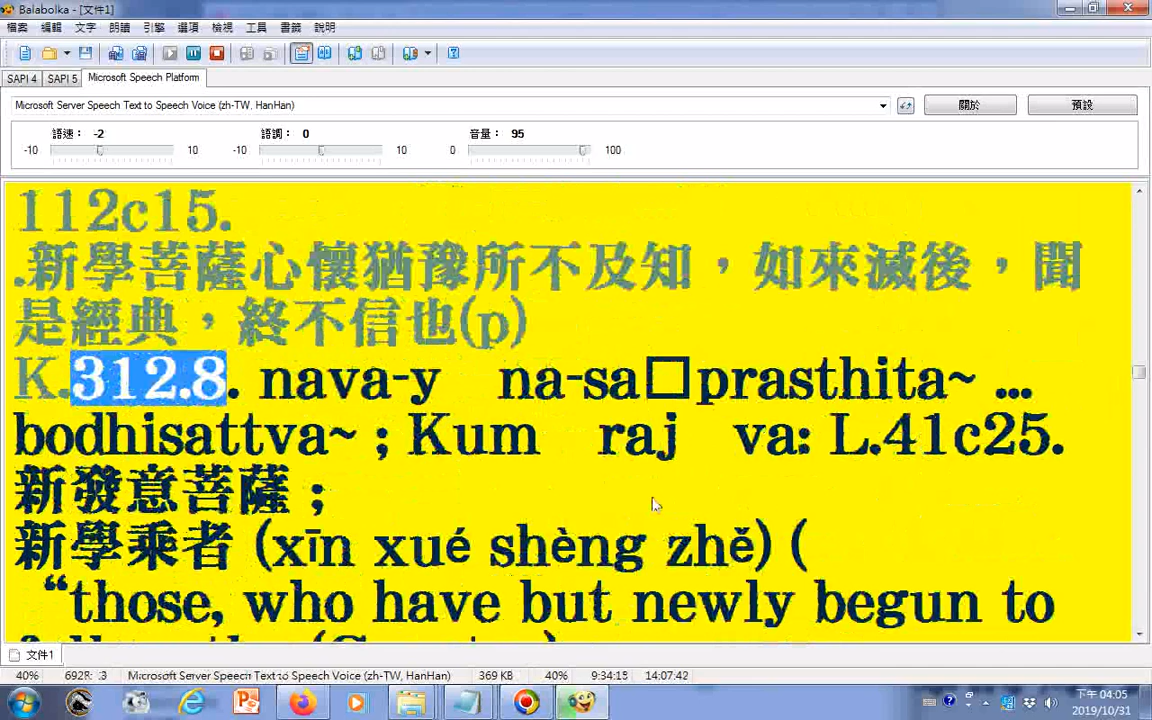 Balabolka - [文件1]
檔案 編輯 文字 朗讀 引擎 選項 檢視 工具 書籤 說明
SAPI 4 SAPI 5 Microsoft Speech Platform
Microsoft Server Speech Text to Speech Voice (zh-TW, HanHan) 關於 預設
語速： -2 語調： 0 音量： 95
-10 10 -10 10 0 100
112c15.
.新學菩薩心懷猶豫所不及知，如來滅後，聞
是經典，終不信也(p)
K.312.8. nava-y na-sa□prasthita~ ...
bodhisattva~ ; Kum raj va: L.41c25.
新發意菩薩；
新學乘者 (xīn xué shèng zhě) (
“those, who have but newly begun to
文件1
40% 692R: :3 Microsoft Server Speech Text to Speech Voice (zh-TW, HanHan) 369 KB 40% 9:34:18 14:07:42
下午 04:05
2019/10/31